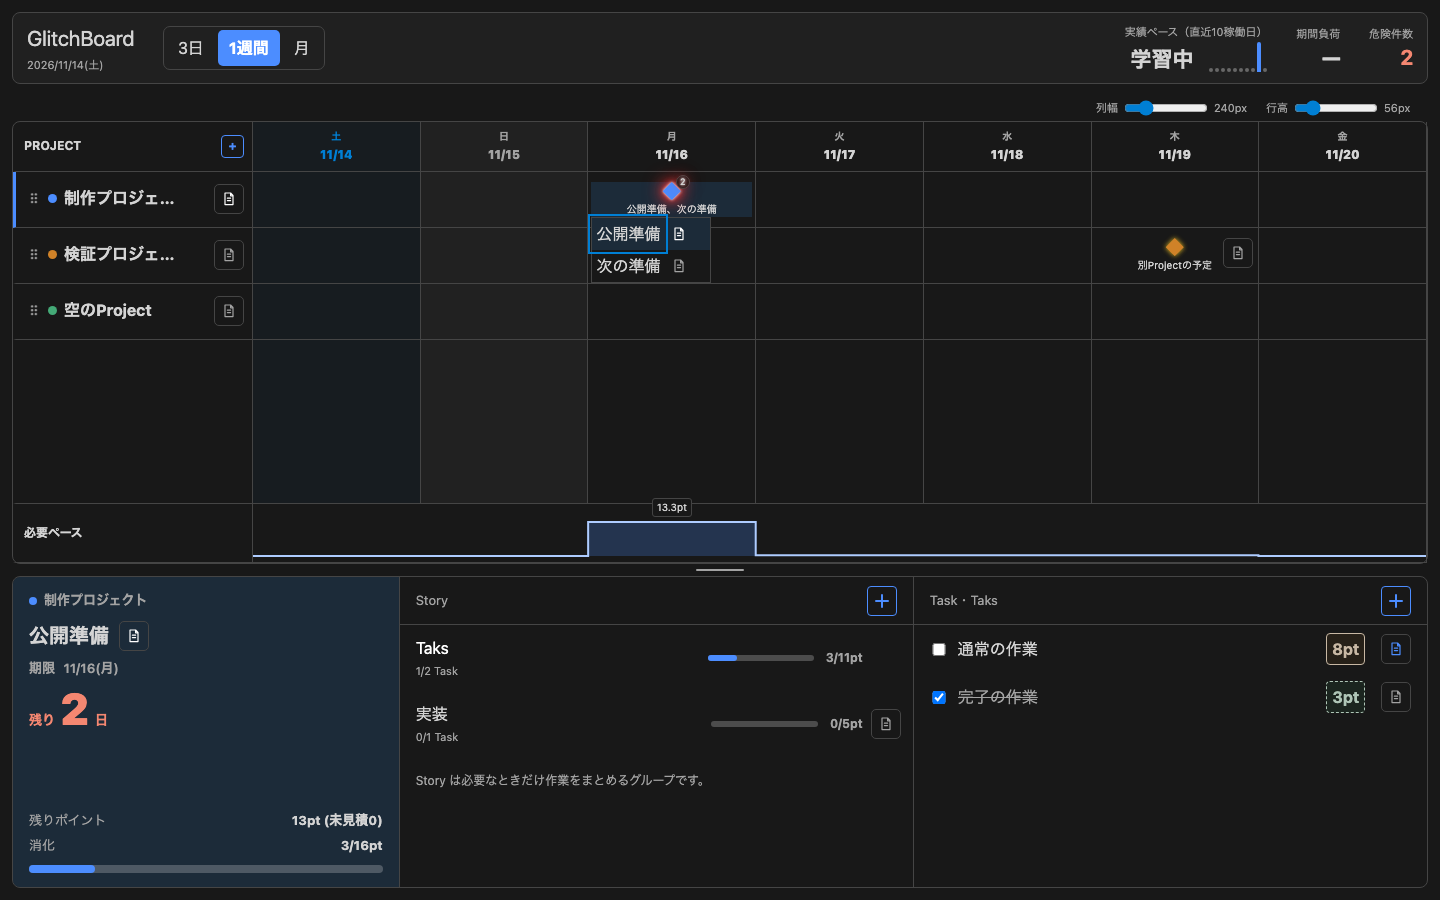 GlitchBoard
2026/11/14(土)
3日
1週間
月
実績ペース（直近10稼働日）
学習中
期間負荷
—
危険件数
2
列幅
240px
行高
56px
PROJECT
+
土
11/14
日
11/15
月
11/16
火
11/17
水
11/18
木
11/19
金
11/20
制作プロジェ...
2
公開準備、次の準備
公開準備
次の準備
検証プロジェ...
別Projectの予定
空のProject
必要ペース
13.3pt
制作プロジェクト
公開準備
期限 11/16(月)
残り 2 日
残りポイント
13pt (未見積0)
消化
3/16pt
Story
+
Taks
1/2 Task
3/11pt
実装
0/1 Task
0/5pt
Story は必要なときだけ作業をまとめるグループです。
Task・Taks
+
通常の作業
8pt
完了の作業
3pt